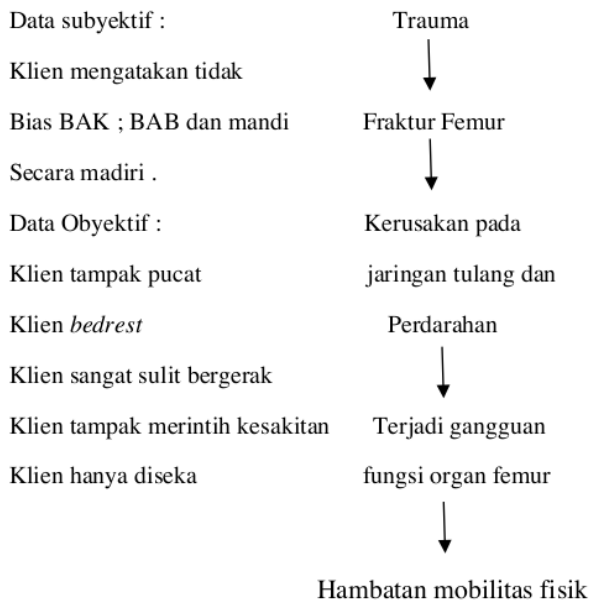 Data subyektif :
Klien mengatakan tidak
Bias BAK ; BAB dan mandi
Secara madiri .
Data Obyektif :
Klien tampak pucat
Klien bedrest
Klien sangat sulit bergerak
Klien tampak merintih kesakitan
Klien hanya diseka
Trauma
Fraktur Femur
Kerusakan pada
jaringan tulang dan
Perdarahan
Terjadi gangguan
fungsi organ femur
Hambatan mobilitas fisik